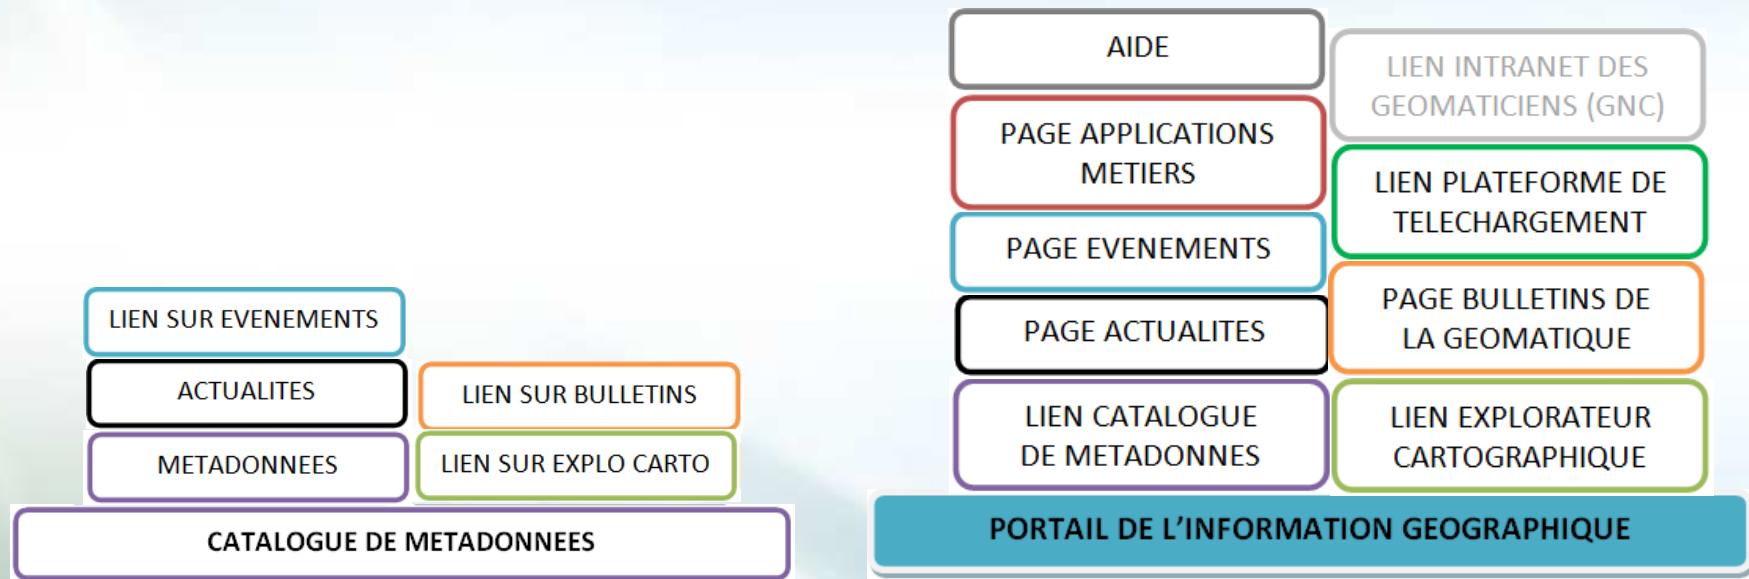 LIEN SUR EVENEMENTS
ACTUALITES
METADONNEES
LIEN SUR BULLETINS
LIEN SUR EXPLO CARTO
CATALOGUE DE METADONNEES
AIDE
PAGE APPLICATIONS
METIERS
PAGE EVENEMENTS
PAGE ACTUALITES
LIEN CATALOGUE
DE METADONNES
LIEN INTRANET DES
GEOMATICIENS (GNC)
LIEN PLATEFORME DE
TELECHARGEMENT
PAGE BULLETINS DE
LA GEOMATIQUE
LIEN EXPLORATEUR
CARTOGRAPHIQUE
PORTAIL DE L'INFORMATION GEOGRAPHIQUE